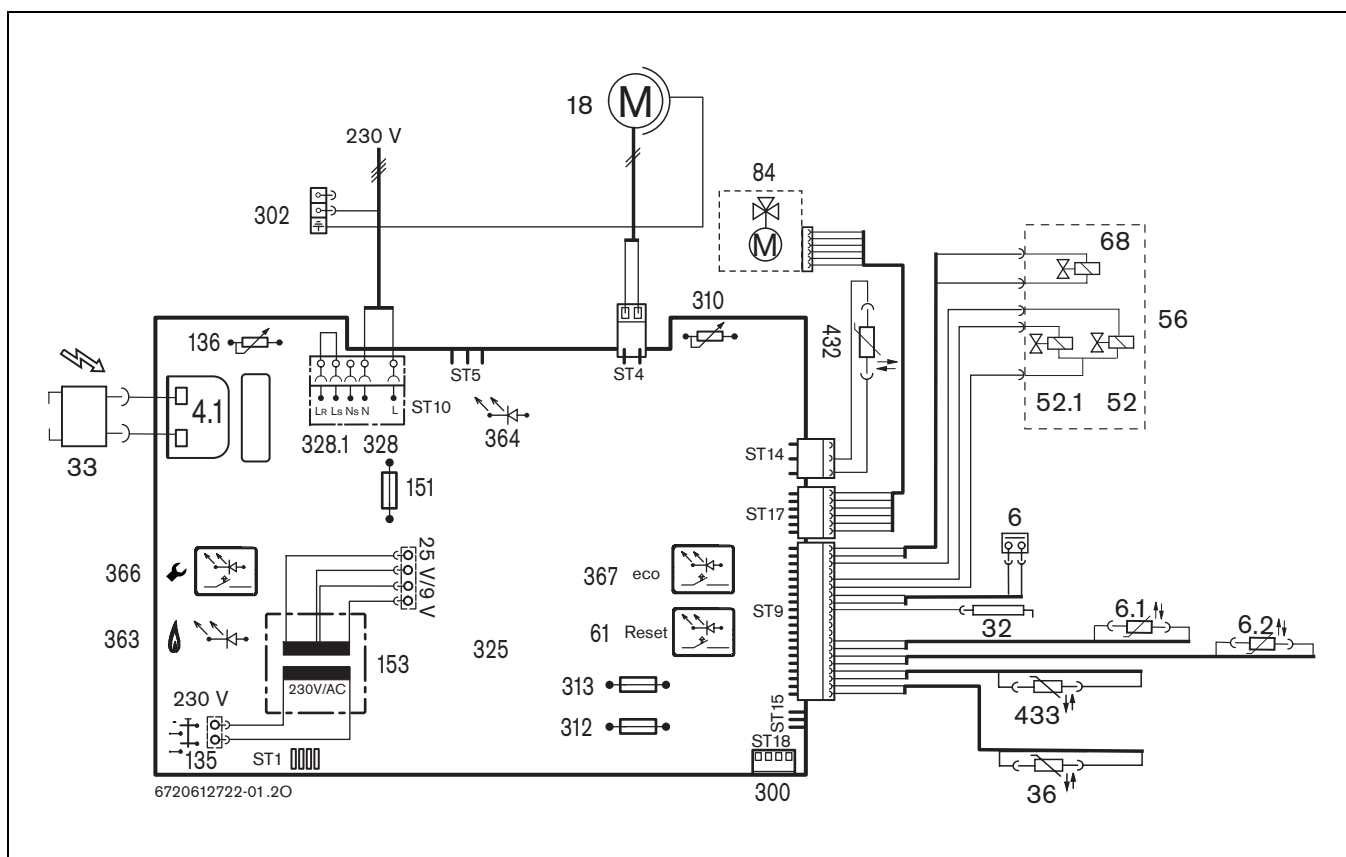 18
M
230 V
84
302
M
68
310
56
136
432
ST5
ST4
4.1
LR LS NS N L
ST10
52.1 52
328.1 328
364
33
ST14
151
ST17
6
25 V/9 V
366
367 eco
ST9
6.1
32
6.2
363
61 Reset
153
325
230V/AC
313
230 V
433
312
ST15
ST18
135
ST1
36
300
6720612722-01.2O